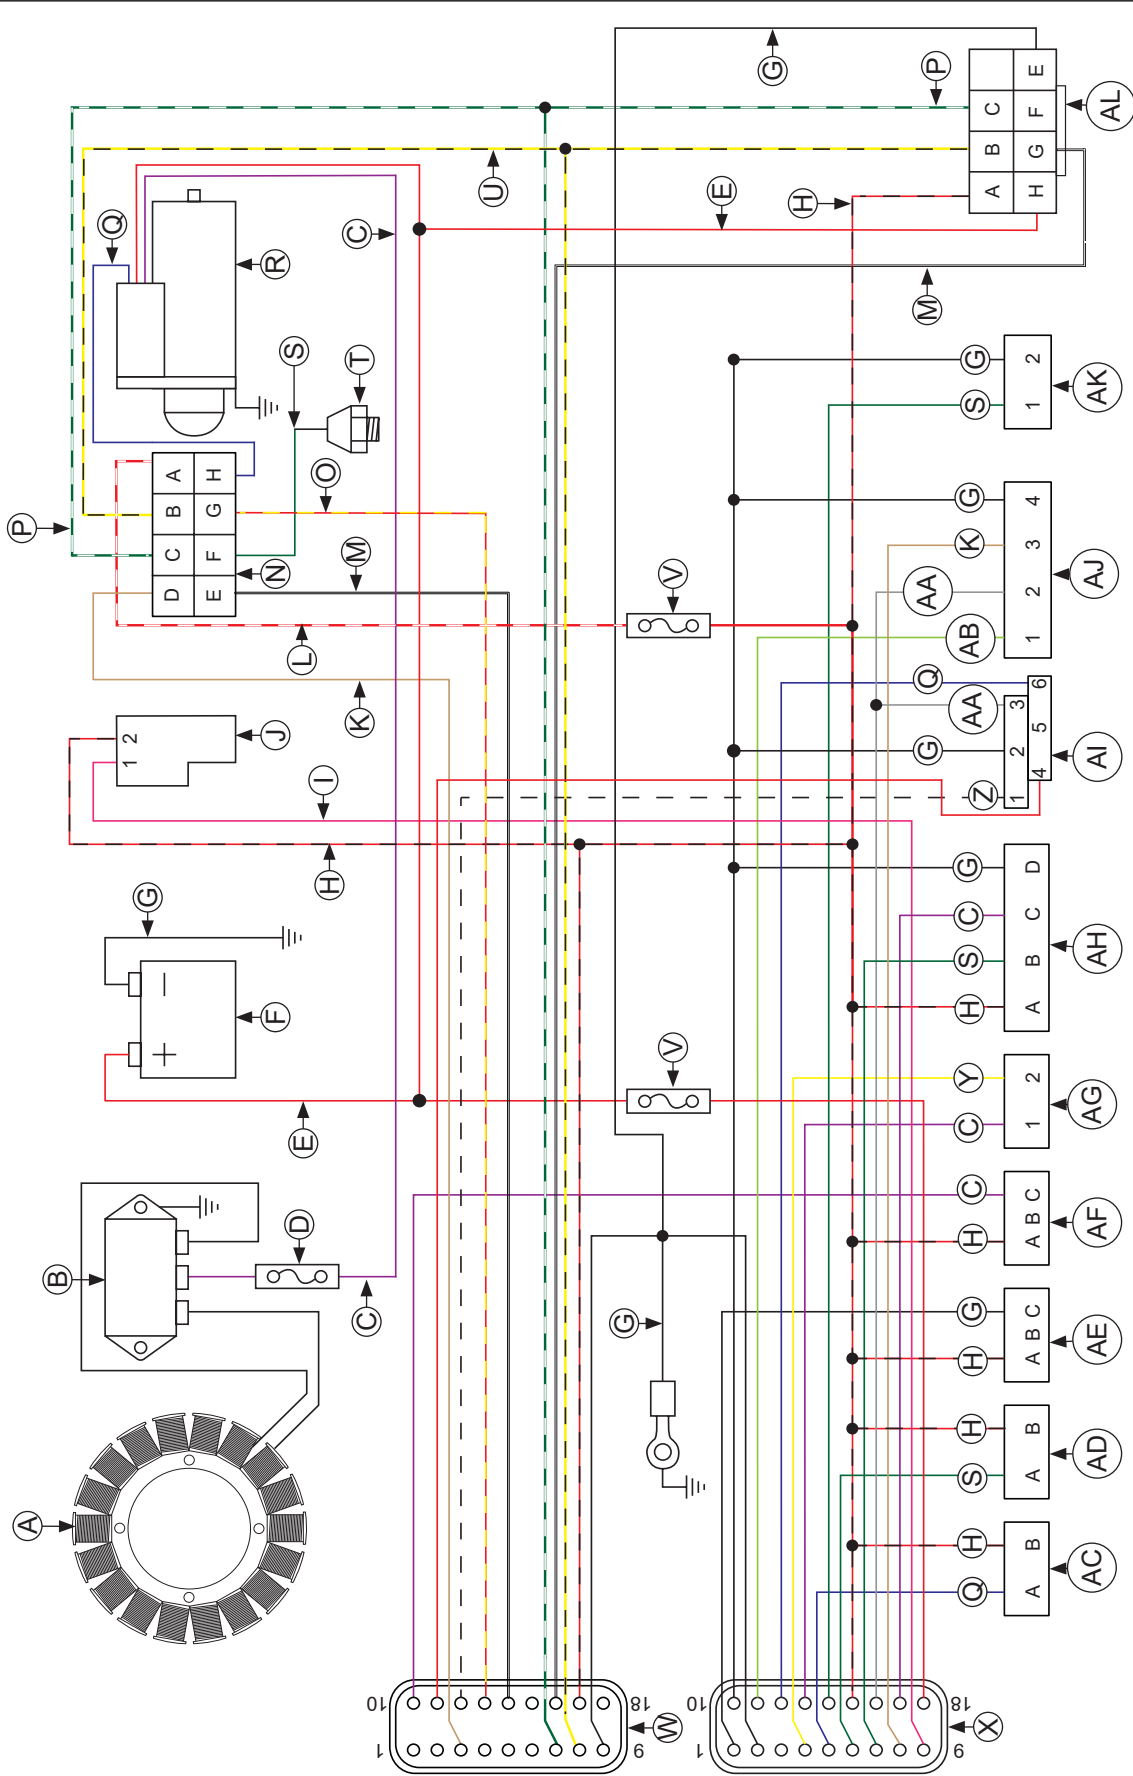 G
P
E
C F
B G
A H
AL
U
E
H
Q
C
R
M
S
T
G 2
S 1
AK
A H
B G
C F
D E
N
O
M
P
L
K
V
G 4
K 3
AA 2
AB 1
AJ
Q 6
AA 3
5
G 2
4
Z 1
AI
2
1
J
I
H
G
−
+
F
E
V
G D
C C
S B
H A
AH
Y 2
C 1
AG
C C
B
H A
AF
G C
B
H A
AE
H B
S A
AD
H B
Q A
AC
B
D
C
A
G
10 18
1 9
W
10 18
1 9
X